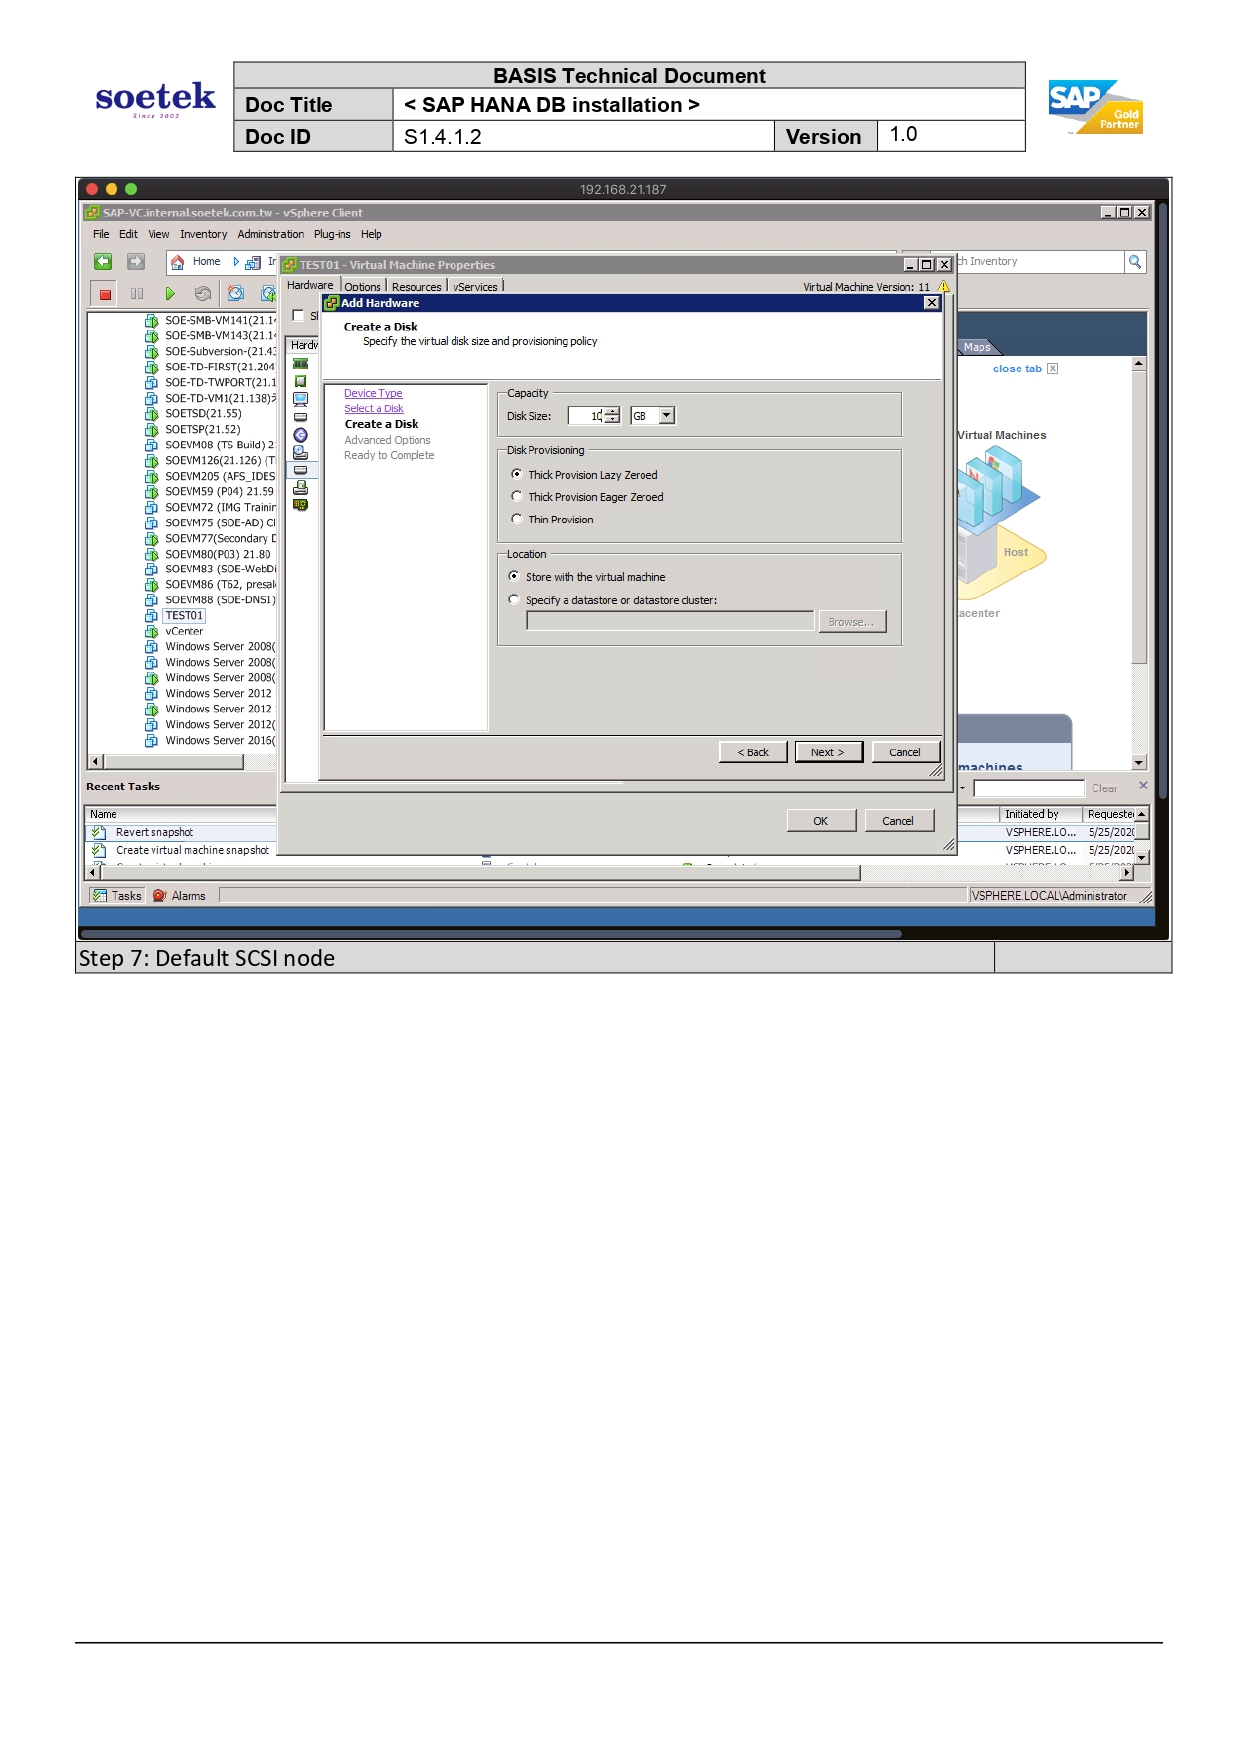 soetek
Since 2002
BASIS Technical Document
Doc Title
< SAP HANA DB installation >
Doc ID
S1.4.1.2
Version
1.0
SAP
Gold
Partner
192.168.21.187
SAP-VC.internal.soetek.com.tw - vSphere Client
File Edit View Inventory Administration Plug-ins Help
Home
TEST01 - Virtual Machine Properties
Inventory
Hardware Options Resources vServices
Virtual Machine Version: 11
Add Hardware
Create a Disk
Specify the virtual disk size and provisioning policy
Device Type
Select a Disk
Create a Disk
Advanced Options
Ready to Complete
Capacity
Disk Size:
10
GB
Disk Provisioning
Thick Provision Lazy Zeroed
Thick Provision Eager Zeroed
Thin Provision
Location
Store with the virtual machine
Specify a datastore or datastore cluster:
Browse...
< Back
Next >
Cancel
OK
Cancel
SOE-SMB-VM141(21.14
SOE-SMB-VM143(21.14
SOE-Subversion-(21.43
SOE-TD-FIRST(21.204
SOE-TD-TWPORT(21.1
SOE-TD-VM1(21.138)
SOETSD(21.55)
SOETSP(21.52)
SOEVM08 (TS Build) 2
SOEVM126(21.126) (T
SOEVM205 (AFS_IDES
SOEVM59 (P04) 21.59
SOEVM72 (IMG Trainin
SOEVM75 (SOE-AD) C
SOEVM77(Secondary D
SOEVM80(P03) 21.80
SOEVM83 (SOE-WebDi
SOEVM86 (T62, presal
SOEVM88 (SOE-DNS1)
TEST01
vCenter
Windows Server 2008(
Windows Server 2008(
Windows Server 2008(
Windows Server 2012
Windows Server 2012
Windows Server 2012(
Windows Server 2016(
Maps
close tab
Virtual Machines
Host
acenter
machines
Recent Tasks
Clear
Name
Initiated by
Requeste
Revert snapshot
VSPHERE.LO...
5/25/202
Create virtual machine snapshot
VSPHERE.LO...
5/25/202
Tasks
Alarms
VSPHERE.LOCAL\Administrator
Step 7: Default SCSI node